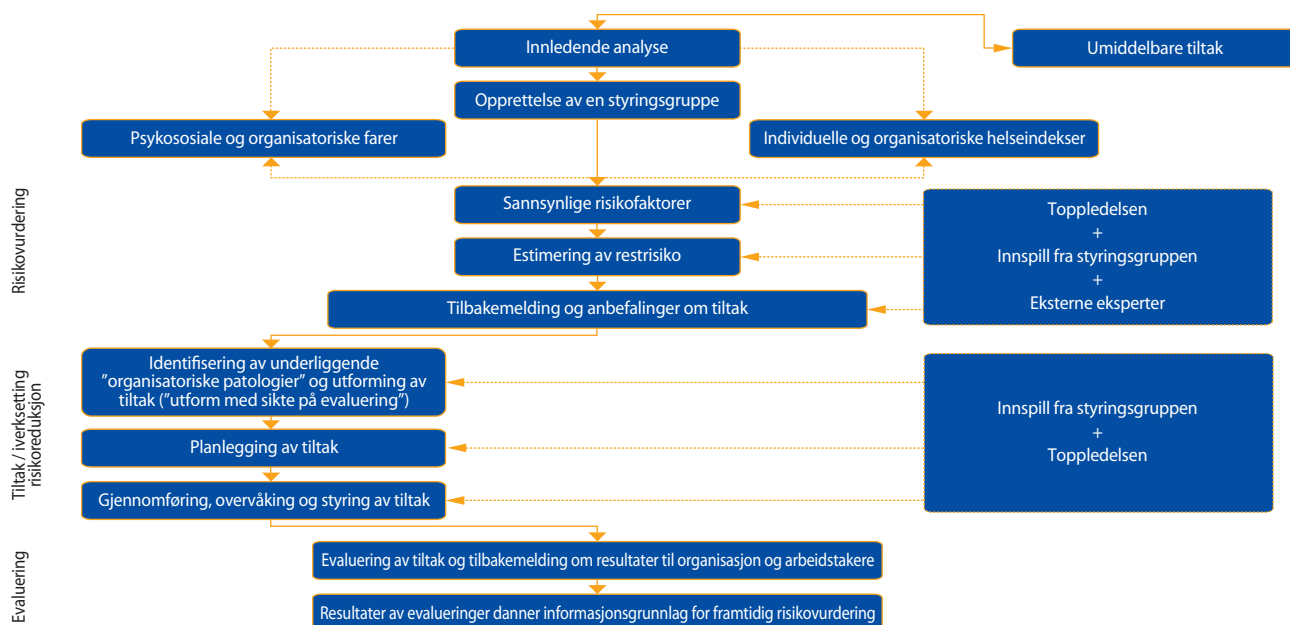 Innledende analyse
Umiddelbare tiltak
Opprettelse av en styringsgruppe
Psykososiale og organisatoriske farer
Individuelle og organisatoriske helseindekser
Risikovurdering
Sannsynlige risikofaktorer
Estimering av restrisiko
Tilbakemelding og anbefalinger om tiltak
Toppledelsen
+
Innspill fra styringsgruppen
+
Eksterne eksperter
Tiltak / iverksetting
risikoreduksjon
Identifisering av underliggende
”organisatoriske patologier” og utforming av
tiltak (”utform med sikte på evaluering”)
Planlegging av tiltak
Gjennomføring, overvåking og styring av tiltak
Innspill fra styringsgruppen
+
Toppledelsen
Evaluering
Evaluering av tiltak og tilbakemelding om resultater til organisasjon og arbeidstakere
Resultater av evalueringer danner informasjonsgrunnlag for framtidig risikovurdering